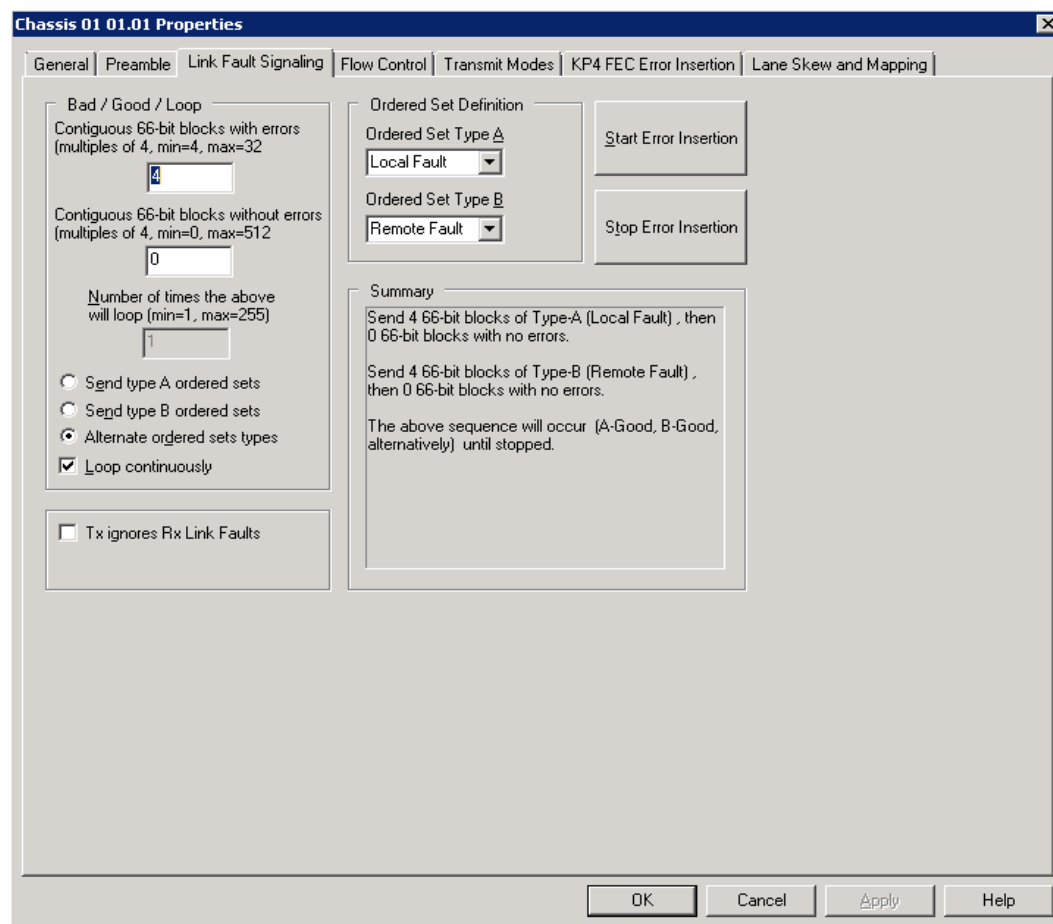 Chassis 01 01.01 Properties
General
Preamble
Link Fault Signaling
Flow Control
Transmit Modes
KP4 FEC Error Insertion
Lane Skew and Mapping
Bad / Good / Loop
Contiguous 66-bit blocks with errors
(multiples of 4, min=4, max=32
4
Contiguous 66-bit blocks without errors
(multiples of 4, min=0, max=512
0
Number of times the above
will loop (min=1, max=255)
1
Send type A ordered sets
Send type B ordered sets
Alternate ordered sets types
Loop continuously
Tx ignores Rx Link Faults
Ordered Set Definition
Ordered Set Type A
Local Fault
Ordered Set Type B
Remote Fault
Start Error Insertion
Stop Error Insertion
Summary
Send 4 66-bit blocks of Type-A (Local Fault) , then
0 66-bit blocks with no errors.
Send 4 66-bit blocks of Type-B (Remote Fault) ,
then 0 66-bit blocks with no errors.
The above sequence will occur  (A-Good, B-Good,
alternatively)  until stopped.
OK
Cancel
Apply
Help